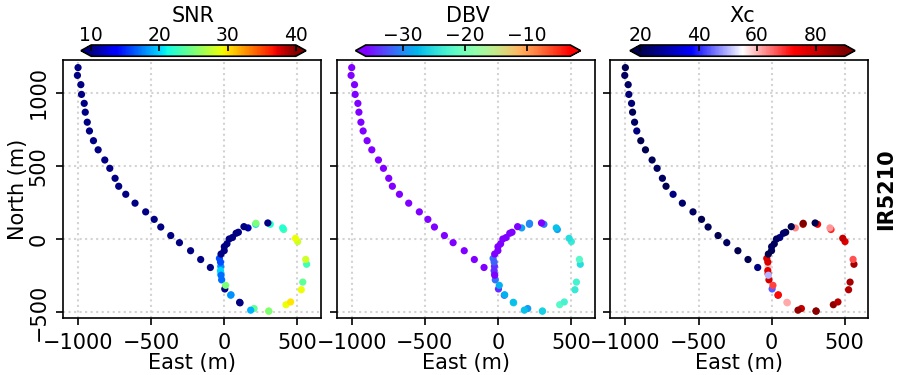 SNR DBV Xc
10 20 30 40 −30 −20 −10 20 40 60 80
1000
500
0
−500
North (m)
−1000 −500 0 500 −1000 −500 0 500 −1000 −500 0 500
East (m) East (m) East (m)
IR5210